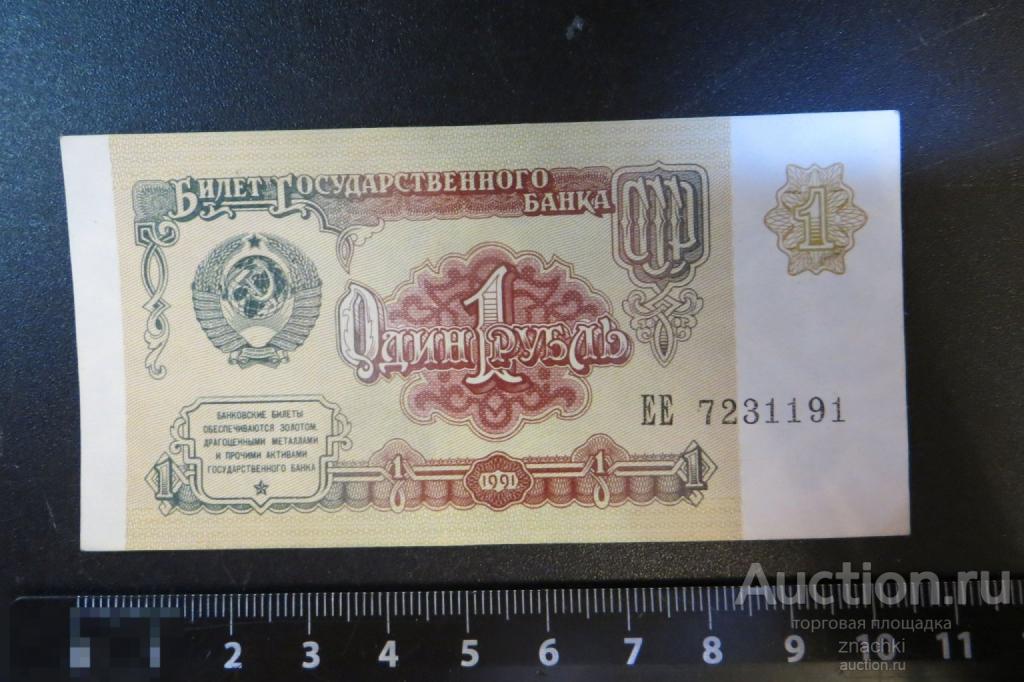 Билет Государственного
Банка
1
Один 1 рубль
ЕЕ 7231191
БАНКОВСКИЕ БИЛЕТЫ
ОБЕСПЕЧИВАЮТСЯ ЗОЛОТОМ,
ДРАГОЦЕННЫМИ МЕТАЛЛАМИ
И ПРОЧИМИ АКТИВАМИ
ГОСУДАРСТВЕННОГО БАНКА
1 1 1991 1 1
Auction.ru
торговая площадка
znachki
auction.ru
2 3 4 5 6 7 8 9 10 11